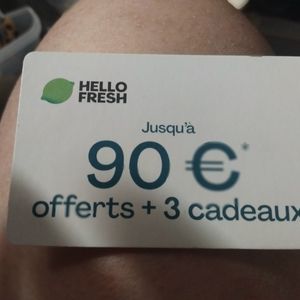 HELLO
FRESH
Jusqu'à
90 €*
offerts + 3 cadeaux